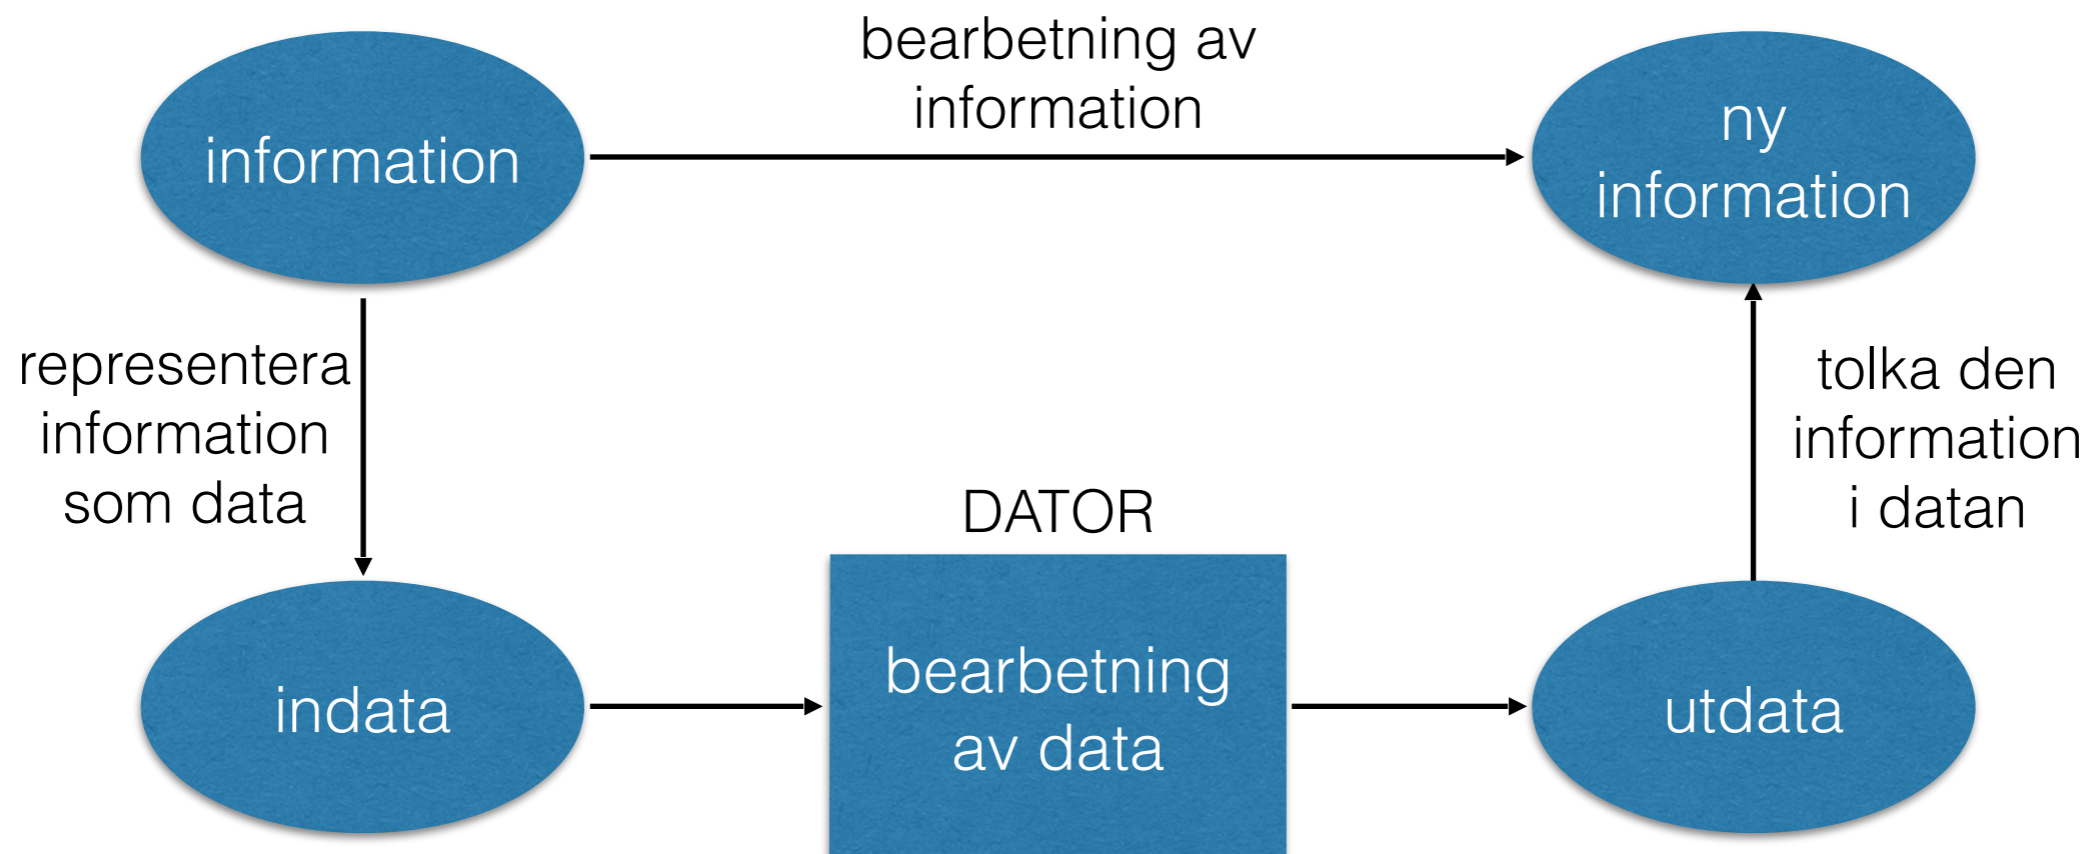 information
bearbetning av
information
ny
information
representera
information
som data
tolka den
information
i datan
indata
DATOR
bearbetning
av data
utdata